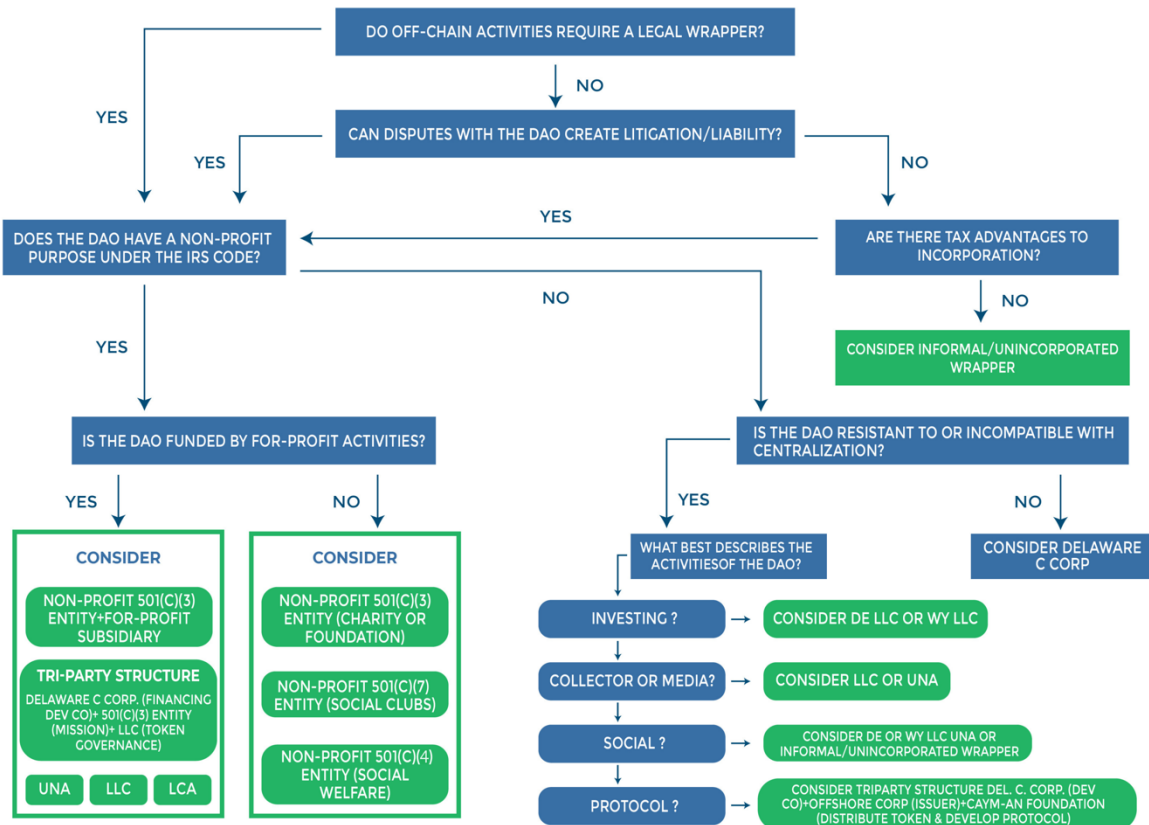 DO OFF-CHAIN ACTIVITIES REQUIRE A LEGAL WRAPPER?
NO
YES
CAN DISPUTES WITH THE DAO CREATE LITIGATION/LIABILITY?
YES
NO
DOES THE DAO HAVE A NON-PROFIT
PURPOSE UNDER THE IRS CODE?
YES
ARE THERE TAX ADVANTAGES TO
INCORPORATION?
NO
NO
CONSIDER INFORMAL/UNINCORPORATED
WRAPPER
YES
IS THE DAO FUNDED BY FOR-PROFIT ACTIVITIES?
IS THE DAO RESISTANT TO OR INCOMPATIBLE WITH
CENTRALIZATION?
YES
NO
YES
NO
CONSIDER
NON-PROFIT 501(C)(3)
ENTITY+FOR-PROFIT
SUBSIDIARY
TRI-PARTY STRUCTURE
DELAWARE C CORP. (FINANCING
DEV CO)+ 501(C)(3) ENTITY
(MISSION)+ LLC (TOKEN
GOVERNANCE)
UNA
LLC
LCA
CONSIDER
NON-PROFIT 501(C)(3)
ENTITY (CHARITY OR
FOUNDATION)
NON-PROFIT 501(C)(7)
ENTITY (SOCIAL CLUBS)
NON-PROFIT 501(C)(4)
ENTITY (SOCIAL
WELFARE)
WHAT BEST DESCRIBES THE
ACTIVITIESOF THE DAO?
CONSIDER DELAWARE
C CORP
INVESTING ?
CONSIDER DE LLC OR WY LLC
COLLECTOR OR MEDIA?
CONSIDER LLC OR UNA
SOCIAL ?
CONSIDER DE OR WY LLC UNA OR
INFORMAL/UNINCORPORATED WRAPPER
PROTOCOL ?
CONSIDER TRIPARTY STRUCTURE DEL. C. CORP. (DEV
CO)+OFFSHORE CORP (ISSUER)+CAYM-AN FOUNDATION
(DISTRIBUTE TOKEN & DEVELOP PROTOCOL)